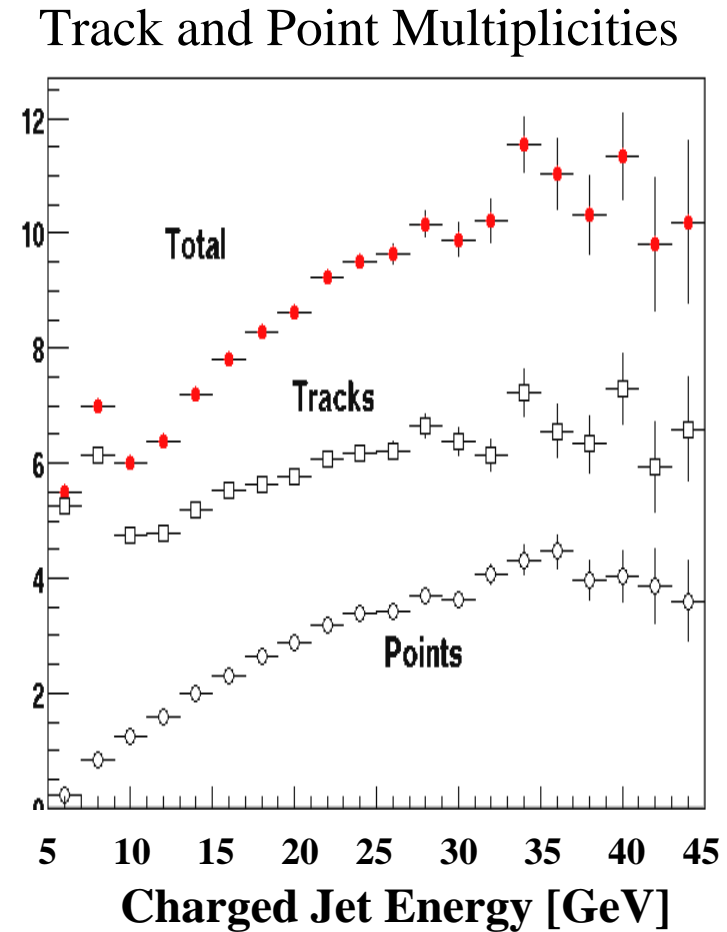 Track and Point Multiplicities
12
10
Total
8
Tracks
6
4
Points
2
0
5 10 15 20 25 30 35 40 45
Charged Jet Energy [GeV]